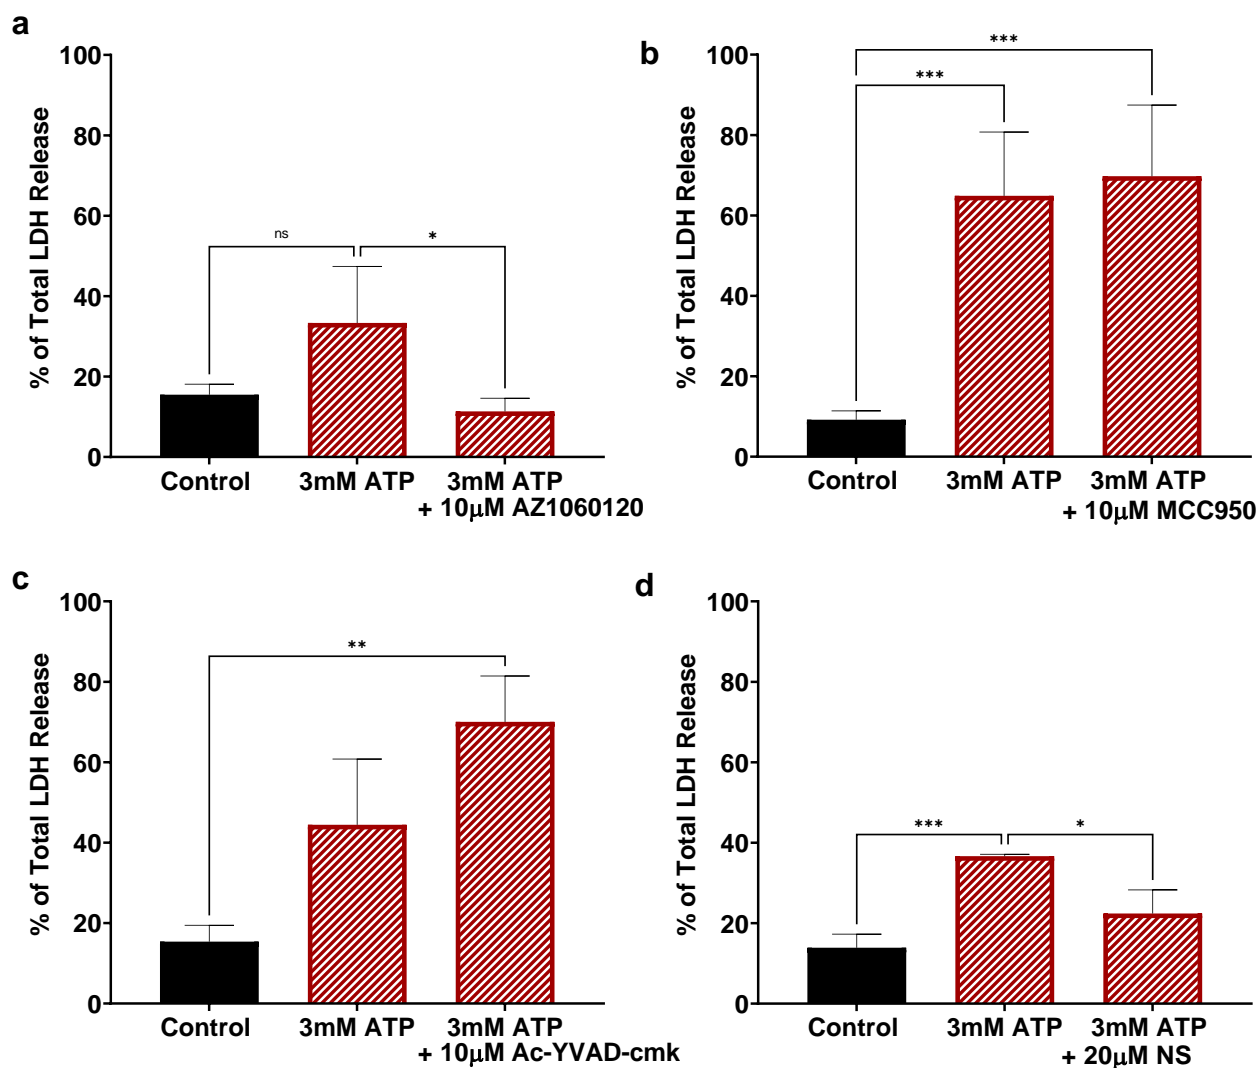 a
% of Total LDH Release
100
80
60
40
20
0
ns
*
Control
3mM ATP
3mM ATP
+ 10μM AZ1060120
b
% of Total LDH Release
100
80
60
40
20
0
***
***
Control
3mM ATP
3mM ATP
+ 10μM MCC950
c
% of Total LDH Release
100
80
60
40
20
0
**
Control
3mM ATP
3mM ATP
+ 10μM Ac-YVAD-cmk
d
% of Total LDH Release
100
80
60
40
20
0
***
*
Control
3mM ATP
3mM ATP
+ 20μM NS